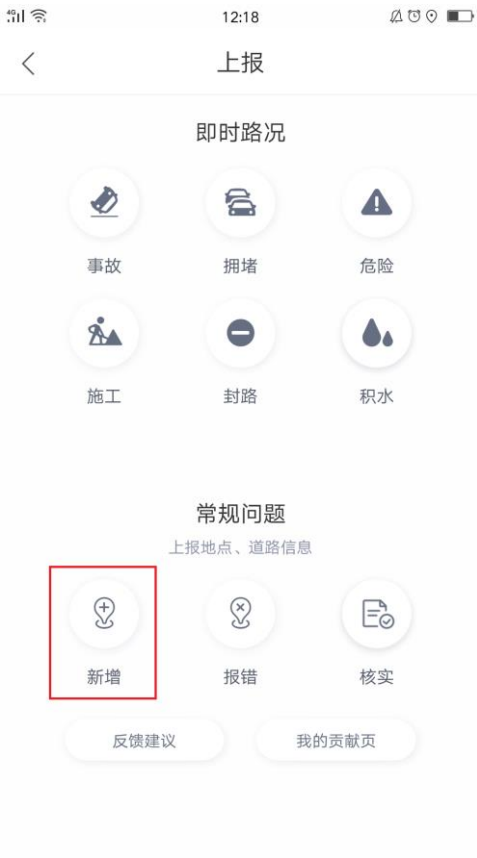 4G 12:18
上报
即时路况
事故 拥堵 危险
施工 封路 积水
常规问题
上报地点、道路信息
新增 报错 核实
反馈建议 我的贡献页